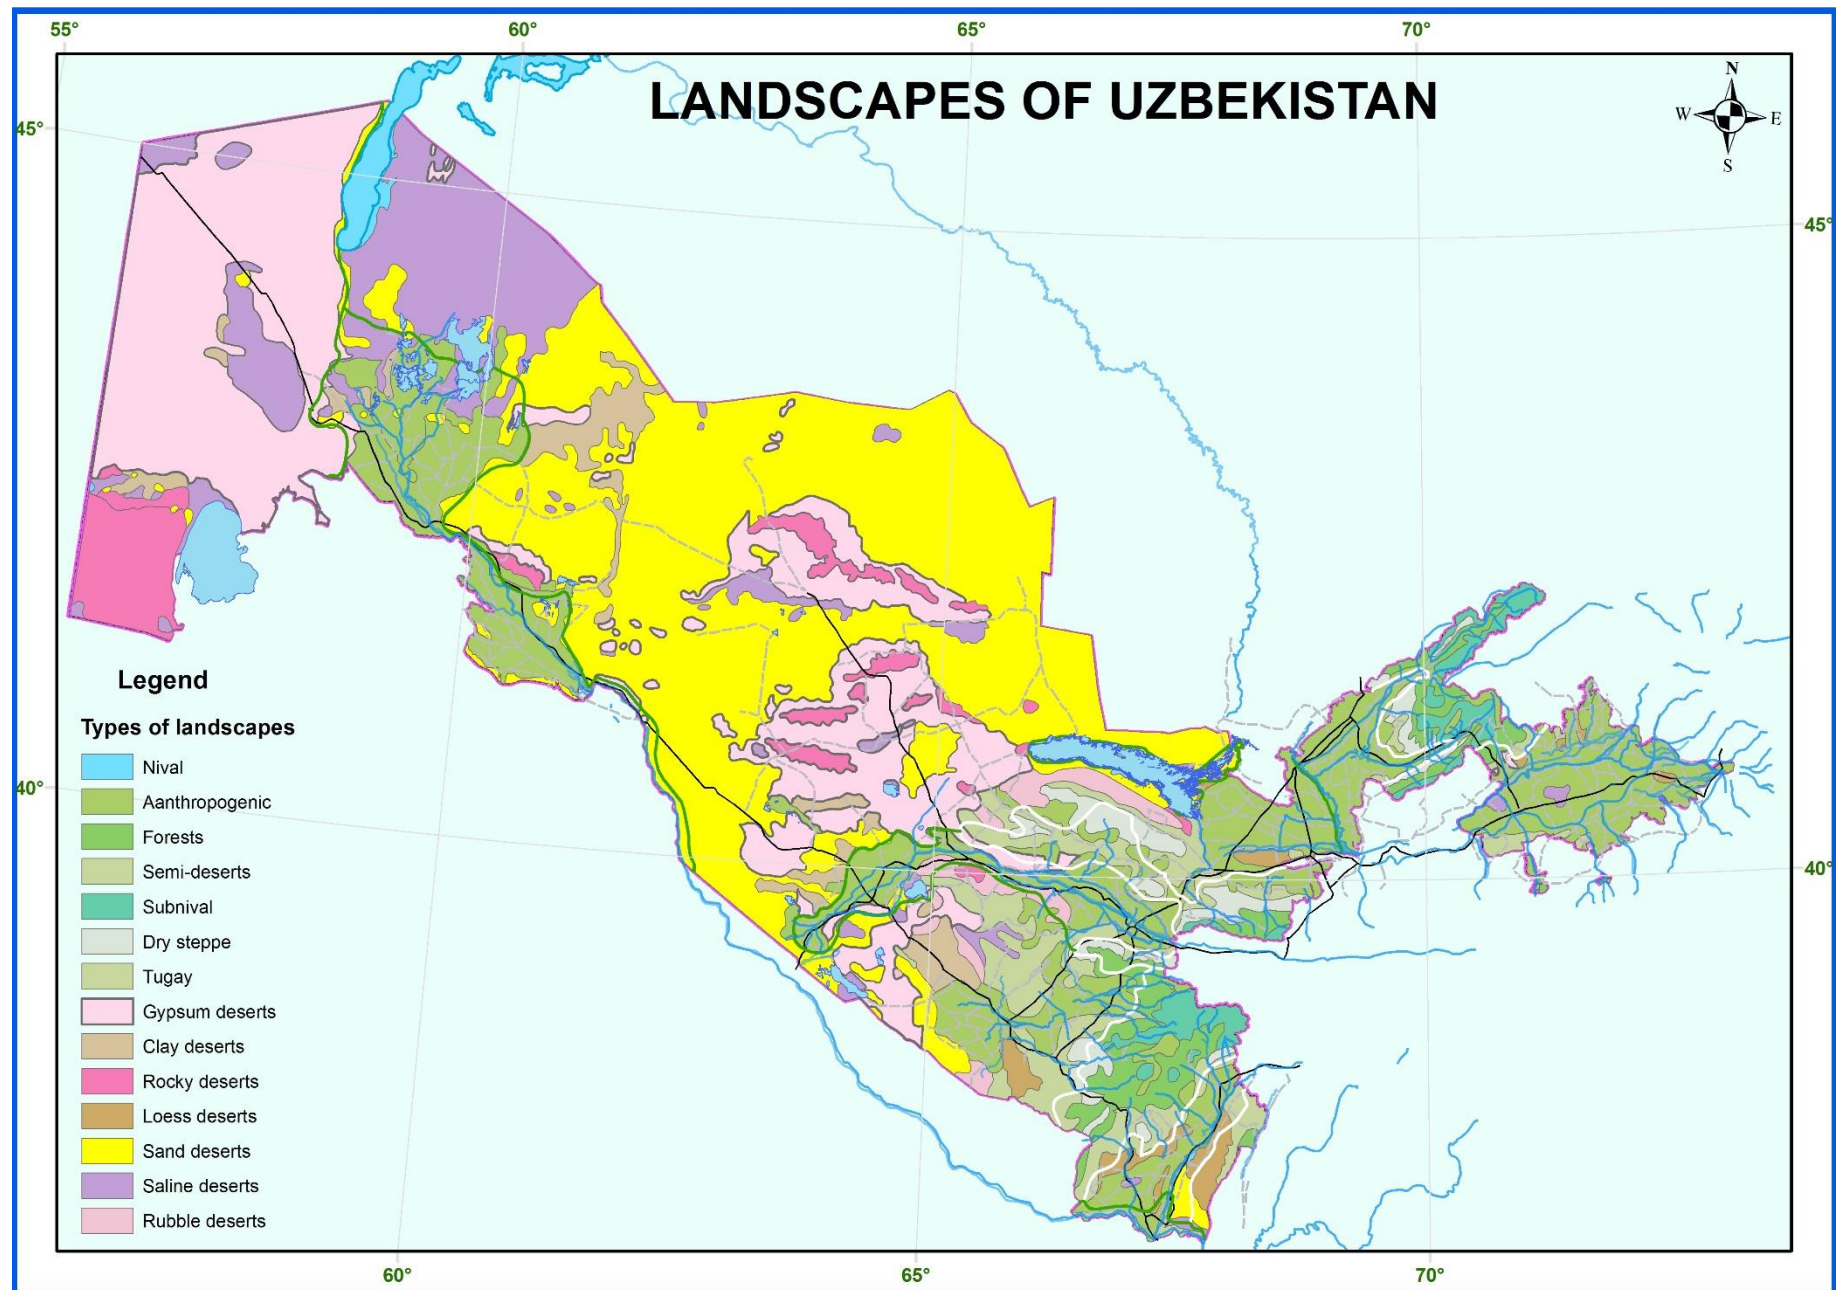 55°
60°
65°
70°
LANDSCAPES OF UZBEKISTAN
N
W
E
S
45°
45°
40°
40°
Legend
Types of landscapes
Nival
Aanthropogenic
Forests
Semi-deserts
Subnival
Dry steppe
Tugay
Gypsum deserts
Clay deserts
Rocky deserts
Loess deserts
Sand deserts
Saline deserts
Rubble deserts
60°
65°
70°